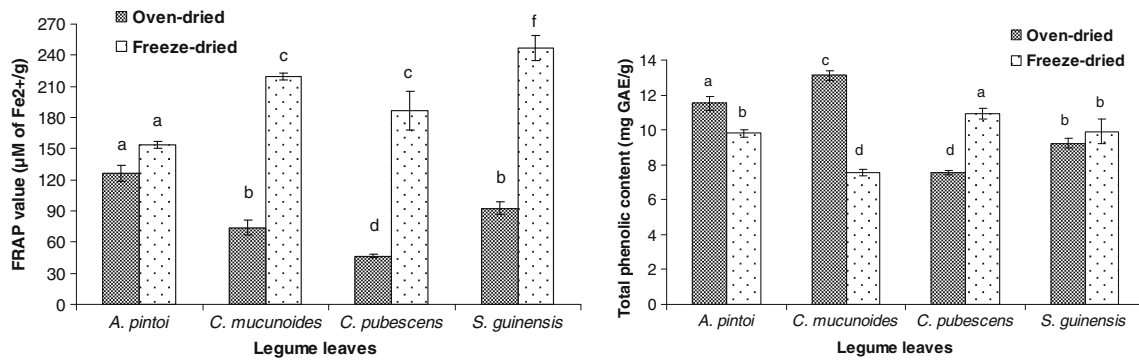 FRAP value (µM of Fe2+/g)
270
240
210
180
150
120
90
60
30
0
Oven-dried
Freeze-dried
a
a
b
c
d
c
b
f
A. pintoi
C. mucunoides
C. pubescens
S. guinensis
Legume leaves
Total phenolic content (mg GAE/g)
16
14
12
10
8
6
4
2
0
Oven-dried
Freeze-dried
a
b
c
d
d
a
b
b
A. pintoi
C. mucunoides
C. pubescens
S. guinensis
Legume leaves